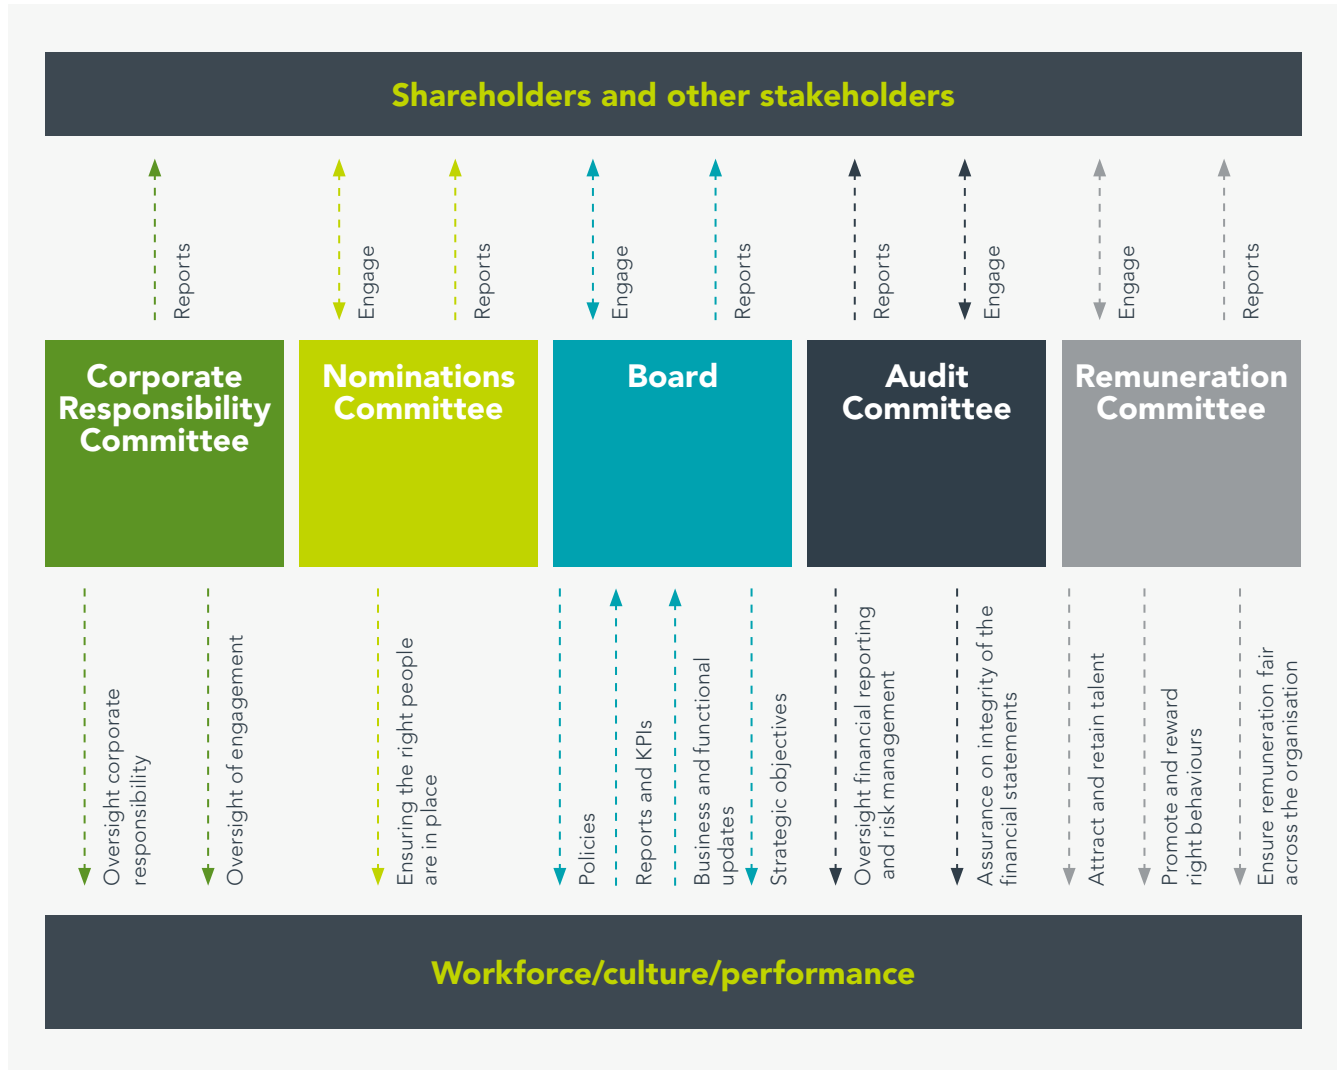 Shareholders and other stakeholders
Reports
Engage
Reports
Engage
Reports
Reports
Engage
Engage
Reports
Corporate
Responsibility
Committee
Nominations
Committee
Board
Audit
Committee
Remuneration
Committee
Oversight corporate
responsibility
Oversight of engagement
Ensuring the right people
are in place
Policies
Reports and KPIs
Business and functional
updates
Strategic objectives
Oversight financial reporting
and risk management
Assurance on integrity of the
financial statements
Attract and retain talent
Promote and reward
right behaviours
Ensure remuneration fair
across the organisation
Workforce/culture/performance